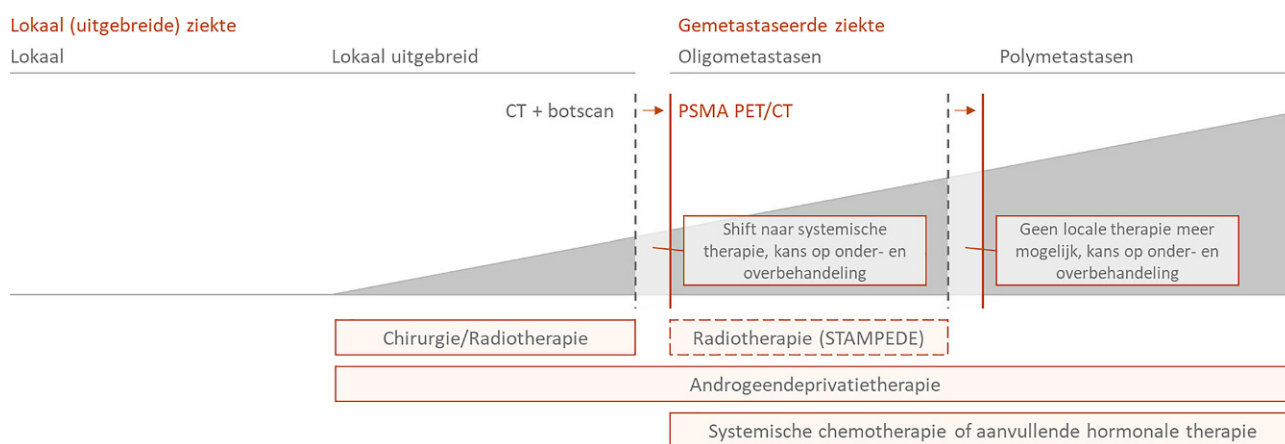 Lokaal (uitgebreide) ziekte
Gemetastaseerde ziekte
Lokaal
Lokaal uitgebreid
Oligometastasen
Polymetastasen
CT + botscan
PSMA PET/CT
Shift naar systemische
therapie, kans op onder- en
overbehandeling
Geen locale therapie meer
mogelijk, kans op onder- en
overbehandeling
Chirurgie/Radiotherapie
Radiotherapie (STAMPEDE)
Androgeendeprivatietherapie
Systemische chemotherapie of aanvullende hormonale therapie